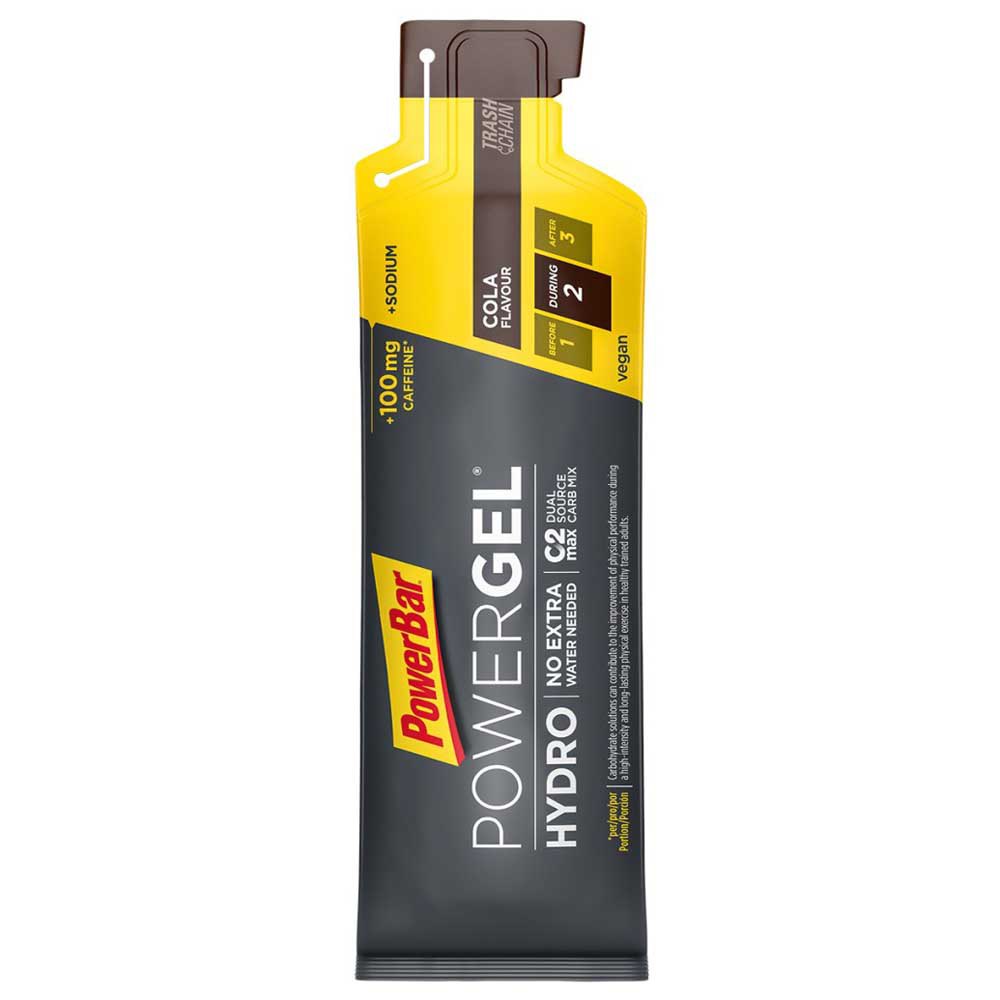 TRASH
CHAIN
COLA
FLAVOUR
BEFORE
1
DURING
2
AFTER
3
vegan
+SODIUM
+100mg
CAFFEINE*
PowerBar
POWERGEL®
HYDRO
NO EXTRA
WATER NEEDED
C2
max
DUAL
SOURCE
CARB MIX
*per/pro/por
Portion/Porción
Carbohydrate solutions can contribute to the improvement of physical performance during
a high-intensity and long-lasting physical exercise in healthy trained adults.